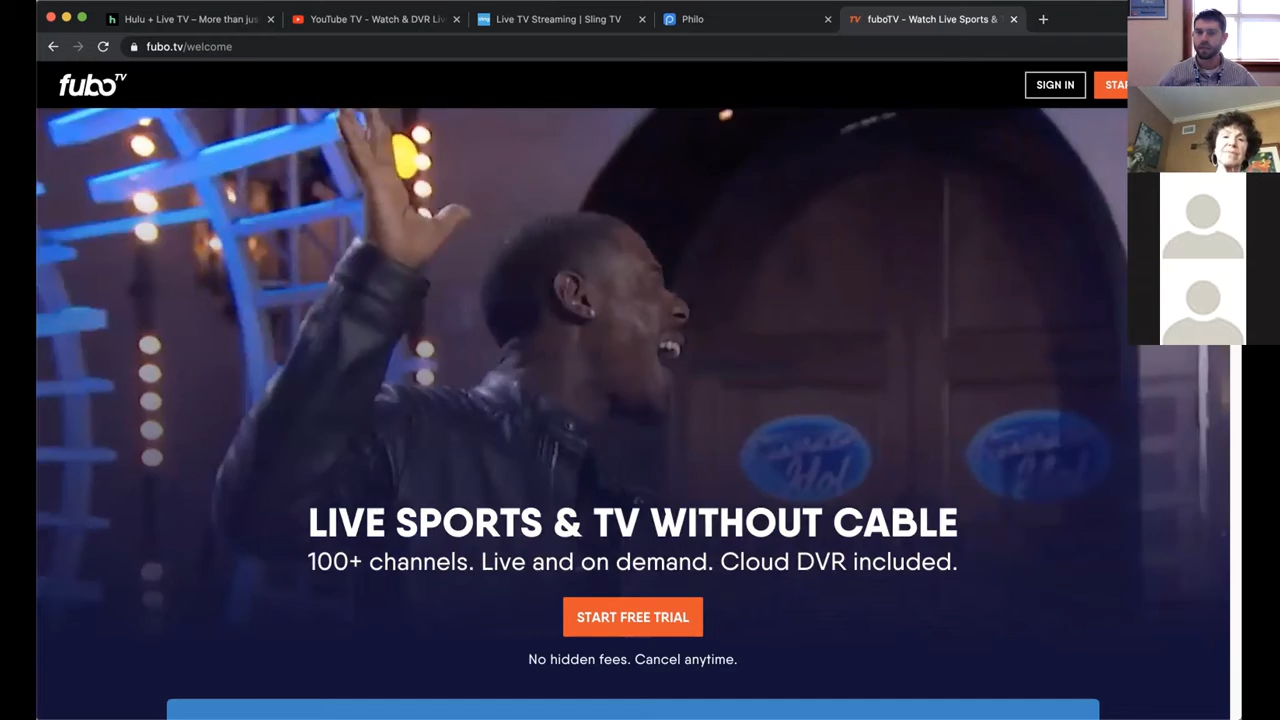 Hulu + Live TV – More than jus
YouTube TV - Watch & DVR Liv
Live TV Streaming | Sling TV
Philo
fuboTV - Watch Live Sports &
fubo.tv/welcome
fuboTV
SIGN IN
STAR
Idol
LIVE SPORTS & TV WITHOUT CABLE
100+ channels. Live and on demand. Cloud DVR included.
START FREE TRIAL
No hidden fees. Cancel anytime.